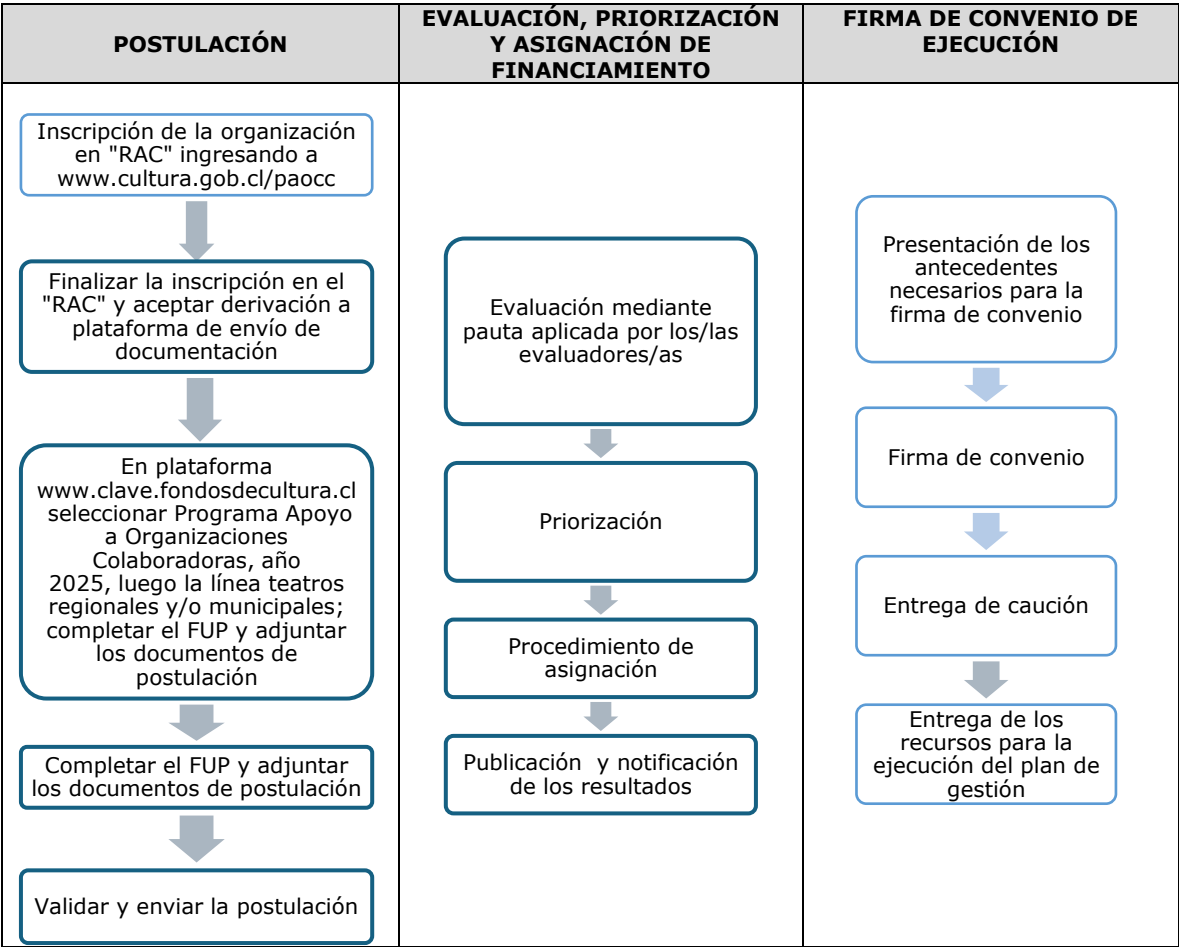 POSTULACIÓN
EVALUACIÓN, PRIORIZACIÓN
Y ASIGNACIÓN DE
FINANCIAMIENTO
FIRMA DE CONVENIO DE
EJECUCIÓN
Inscripción de la organización
en "RAC" ingresando a
www.cultura.gob.cl/paocc
Finalizar la inscripción en el
"RAC" y aceptar derivación a
plataforma de envío de
documentación
En plataforma
www.clave.fondosdecultura.cl
seleccionar Programa Apoyo
a Organizaciones
Colaboradoras, año
2025, luego la línea teatros
regionales y/o municipales;
completar el FUP y adjuntar
los documentos de
postulación
Completar el FUP y adjuntar
los documentos de postulación
Validar y enviar la postulación
Evaluación mediante
pauta aplicada por los/las
evaluadores/as
Priorización
Procedimiento de
asignación
Publicación y notificación
de los resultados
Presentación de los
antecedentes
necesarios para la
firma de convenio
Firma de convenio
Entrega de caución
Entrega de los
recursos para la
ejecución del plan de
gestión